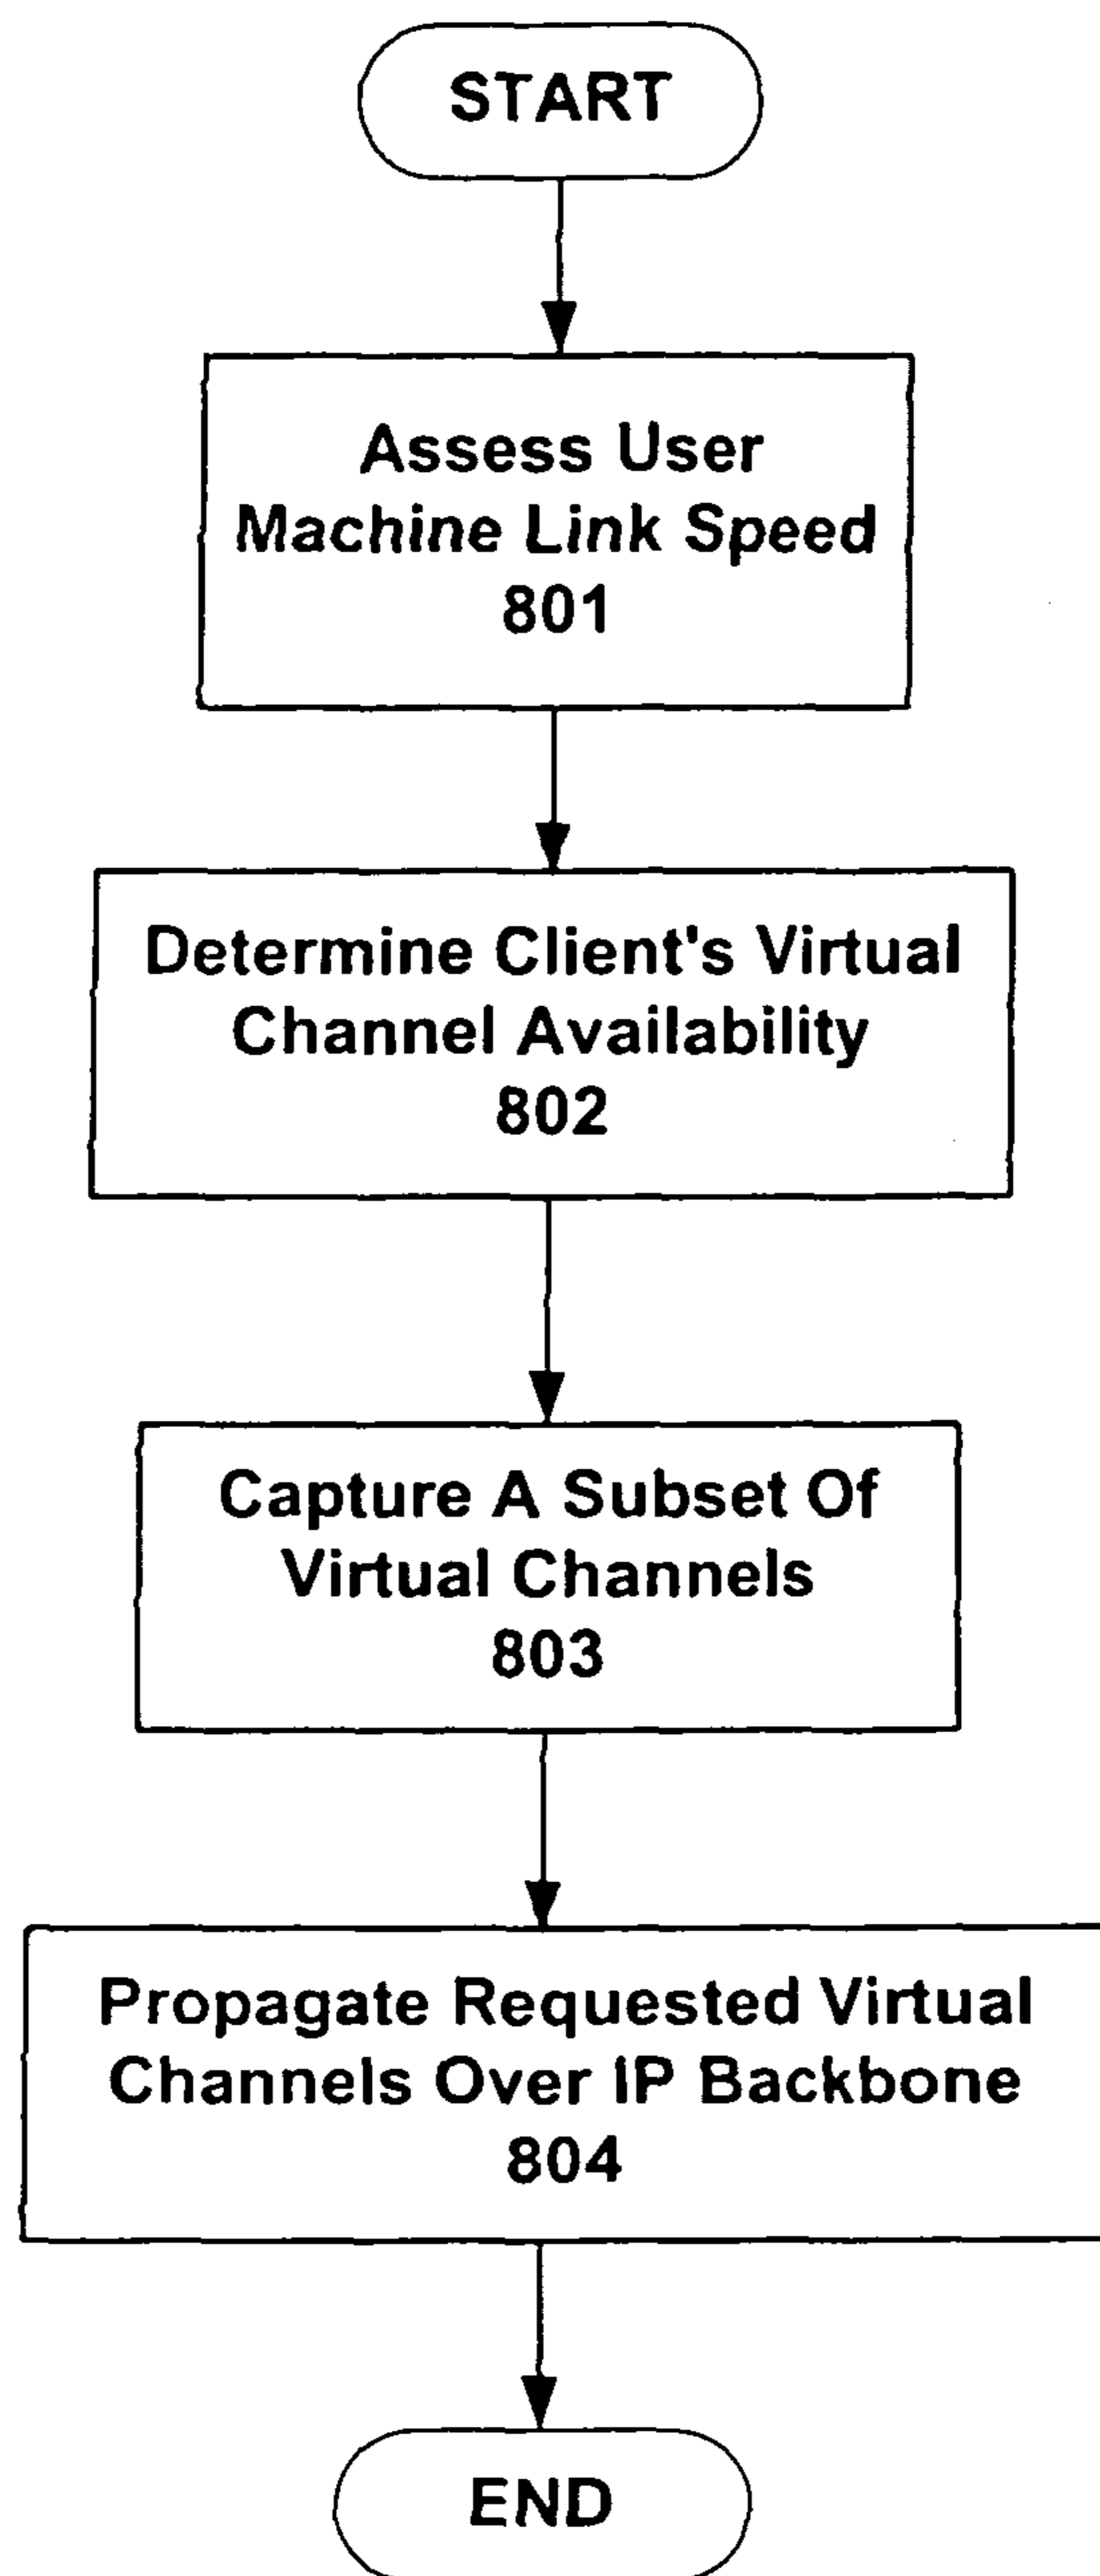 START
Assess User
Machine Link Speed
801
Determine Client's Virtual
Channel Availability
802
Capture A Subset Of
Virtual Channels
803
Propagate Requested Virtual
Channels Over IP Backbone
804
END